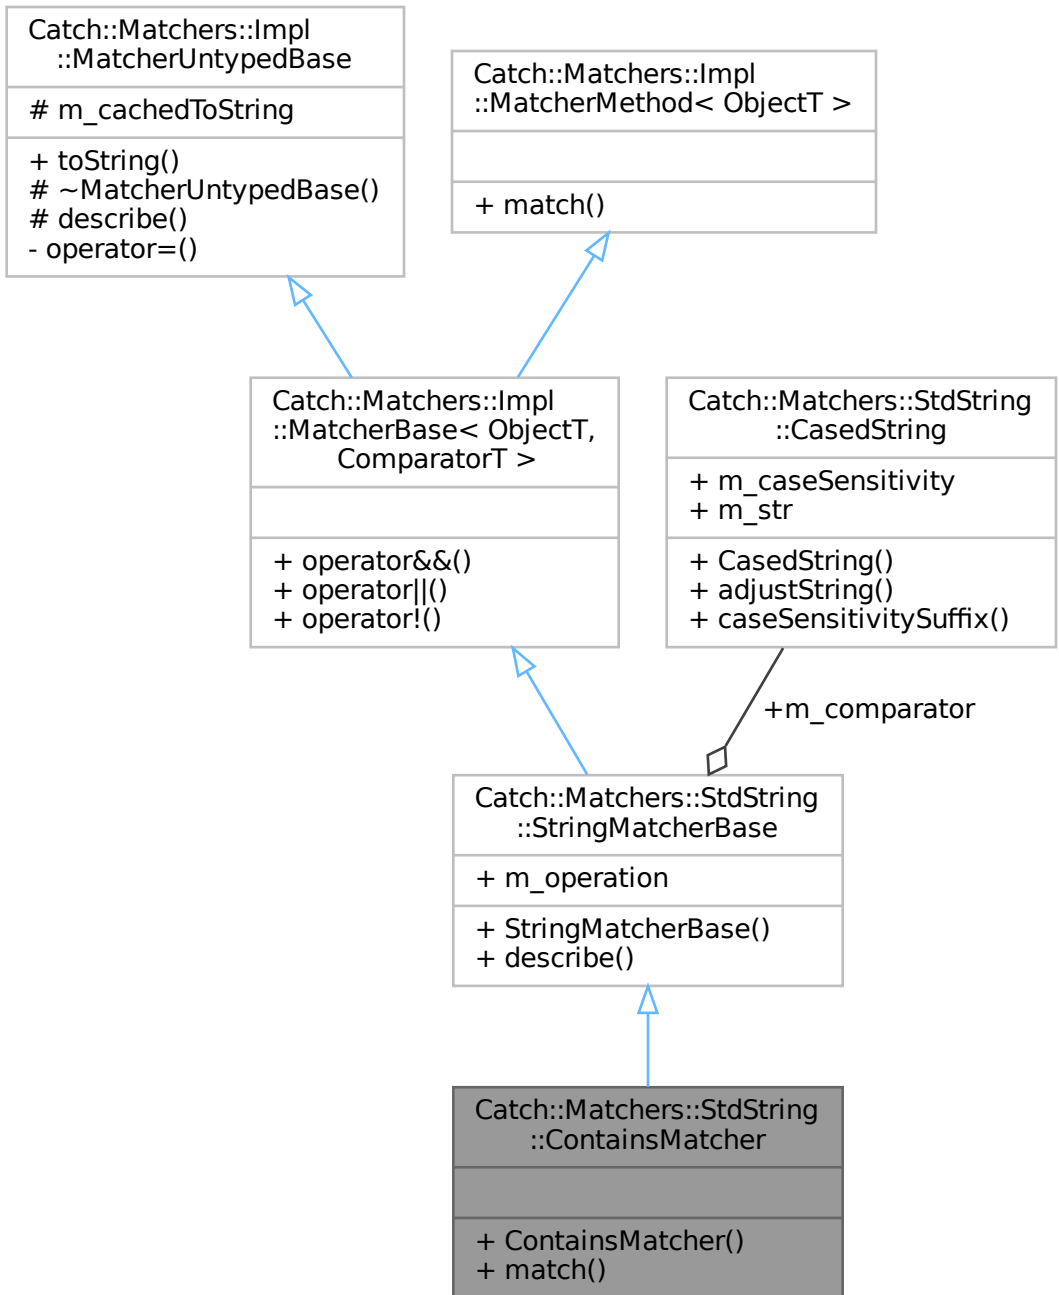 Catch::Matchers::Impl
::MatcherUntypedBase
# m_cachedToString
+ toString()
# ~MatcherUntypedBase()
# describe()
- operator=()
Catch::Matchers::Impl
::MatcherMethod< ObjectT >
+ match()
Catch::Matchers::Impl
::MatcherBase< ObjectT,
ComparatorT >
+ operator&&()
+ operator||()
+ operator!()
Catch::Matchers::StdString
::CasedString
+ m_caseSensitivity
+ m_str
+ CasedString()
+ adjustString()
+ caseSensitivitySuffix()
+m_comparator
Catch::Matchers::StdString
::StringMatcherBase
+ m_operation
+ StringMatcherBase()
+ describe()
Catch::Matchers::StdString
::ContainsMatcher
+ ContainsMatcher()
+ match()